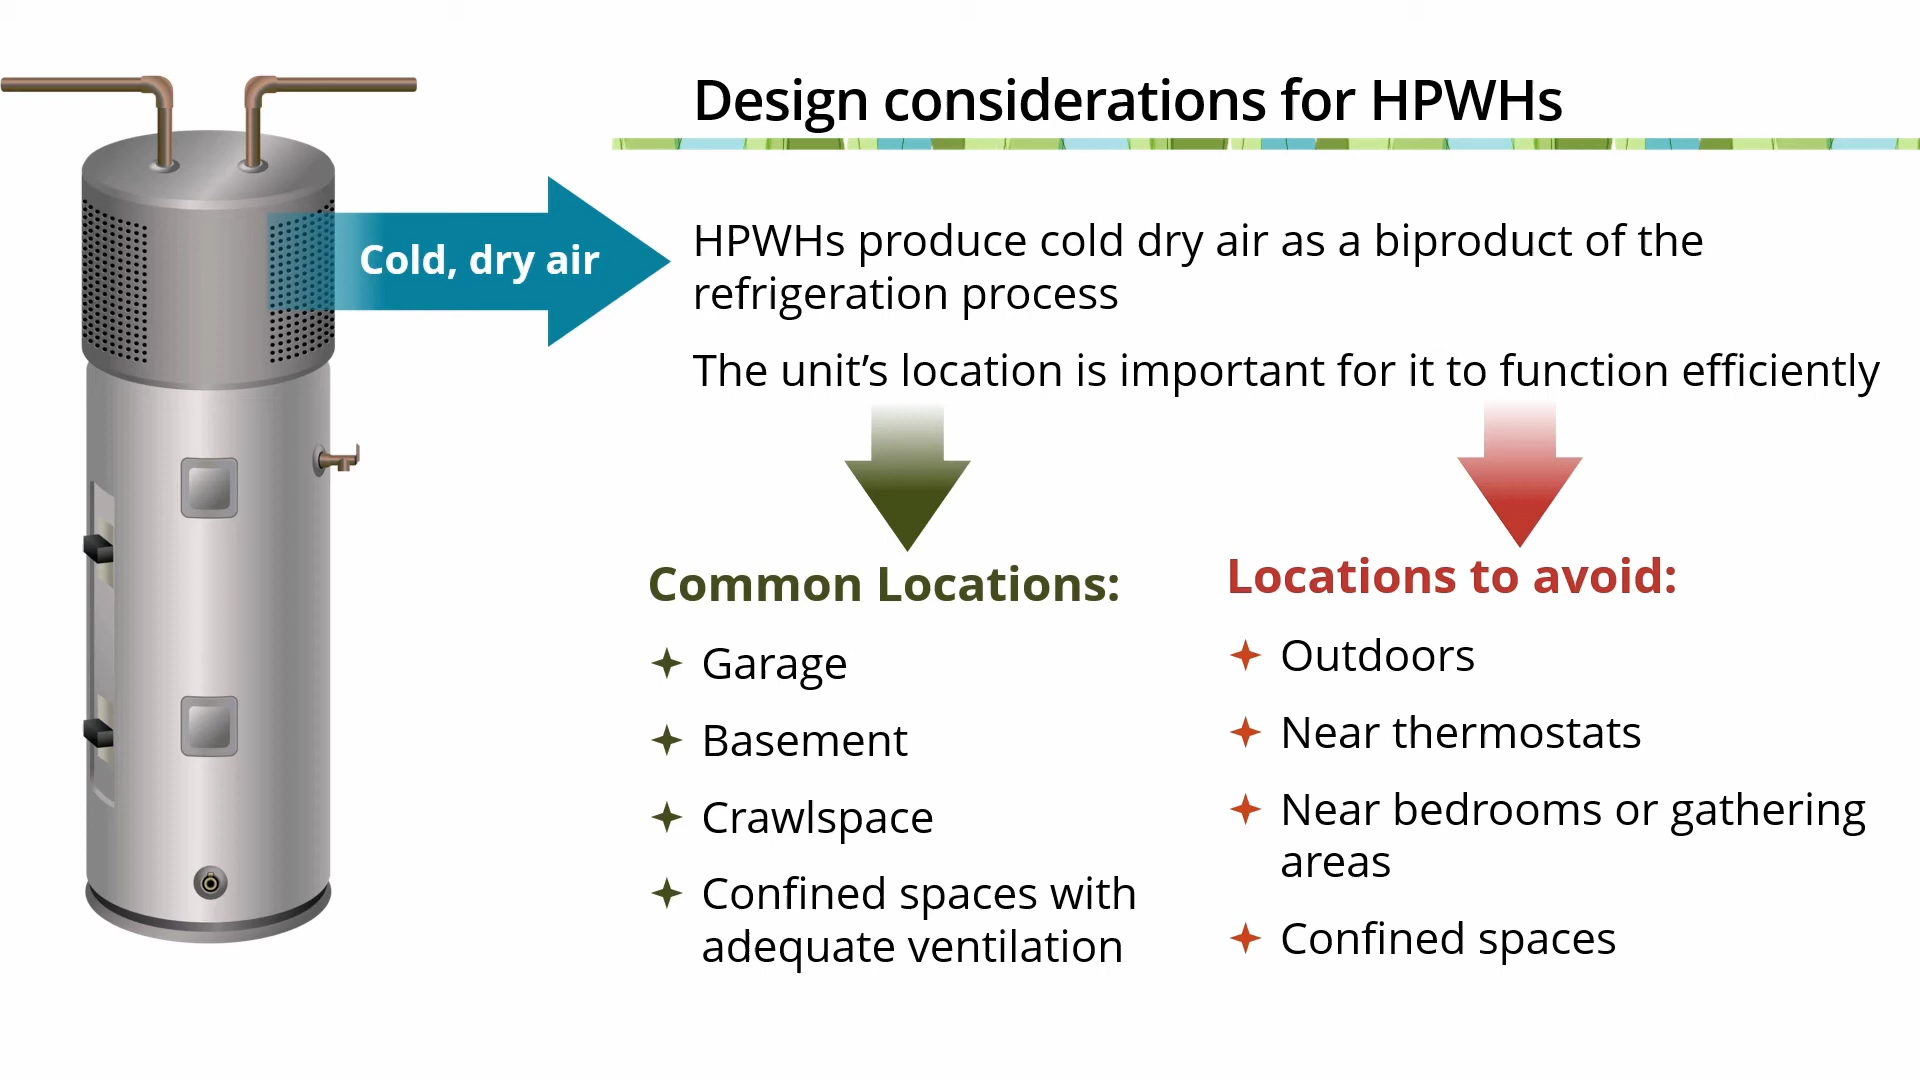 Design considerations for HPWHs
Cold, dry air
HPWHs produce cold dry air as a biproduct of the
refrigeration process
The unit’s location is important for it to function efficiently
Common Locations:
Garage
Basement
Crawlspace
Confined spaces with
adequate ventilation
Locations to avoid:
Outdoors
Near thermostats
Near bedrooms or gathering
areas
Confined spaces